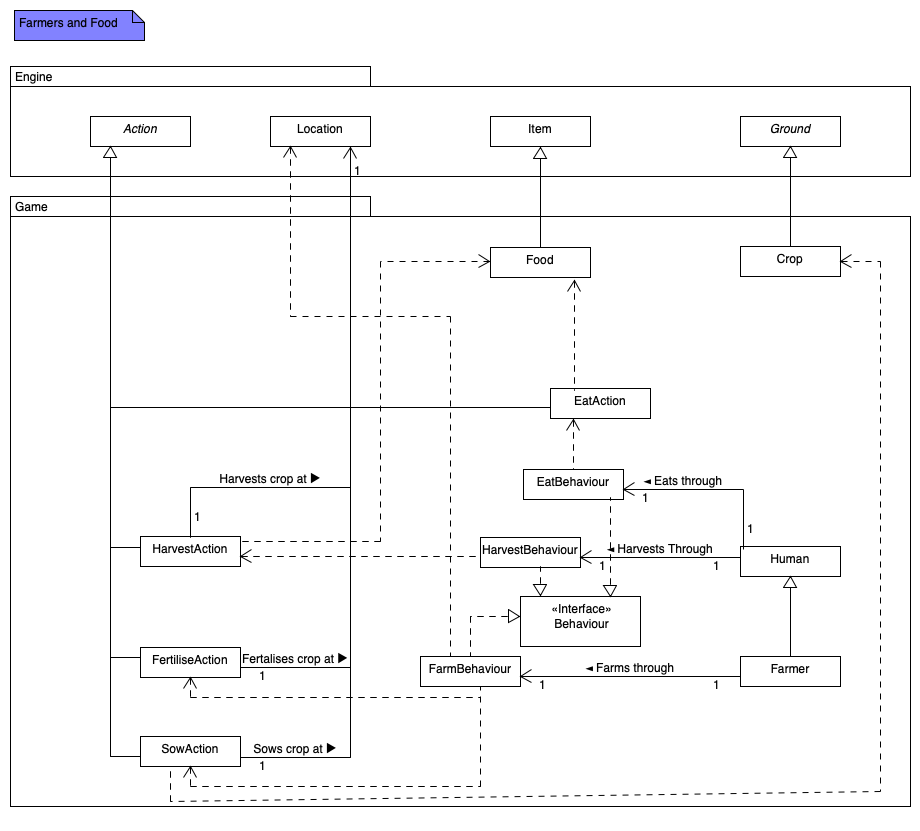 Farmers and Food
Engine
Action
Location
Item
Ground
1
Game
Food
Crop
EatAction
Harvests crop at ▶
EatBehaviour
◄ Eats through
1
1
1
HarvestAction
HarvestBehaviour
◄ Harvests Through
1
1
Human
«Interface»
Behaviour
FertiliseAction
Fertalises crop at ▶
1
FarmBehaviour
◄ Farms through
1
1
Farmer
SowAction
Sows crop at ▶
1